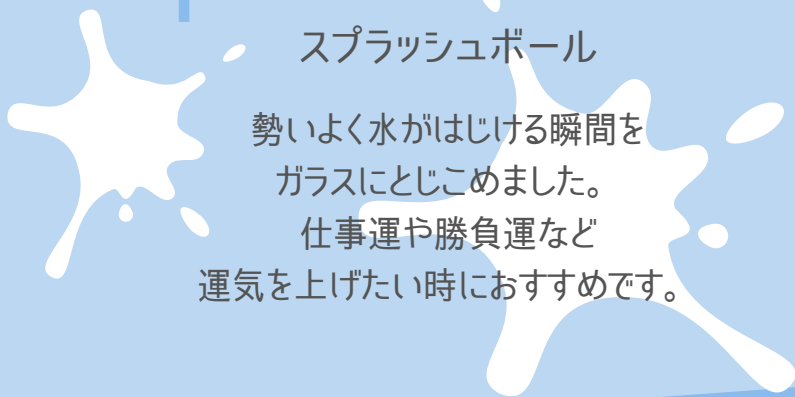 スプラッシュボール
勢いよく水がはじける瞬間を
ガラスにとじこめました。
仕事運や勝負運など
運気を上げたい時におすすめです。